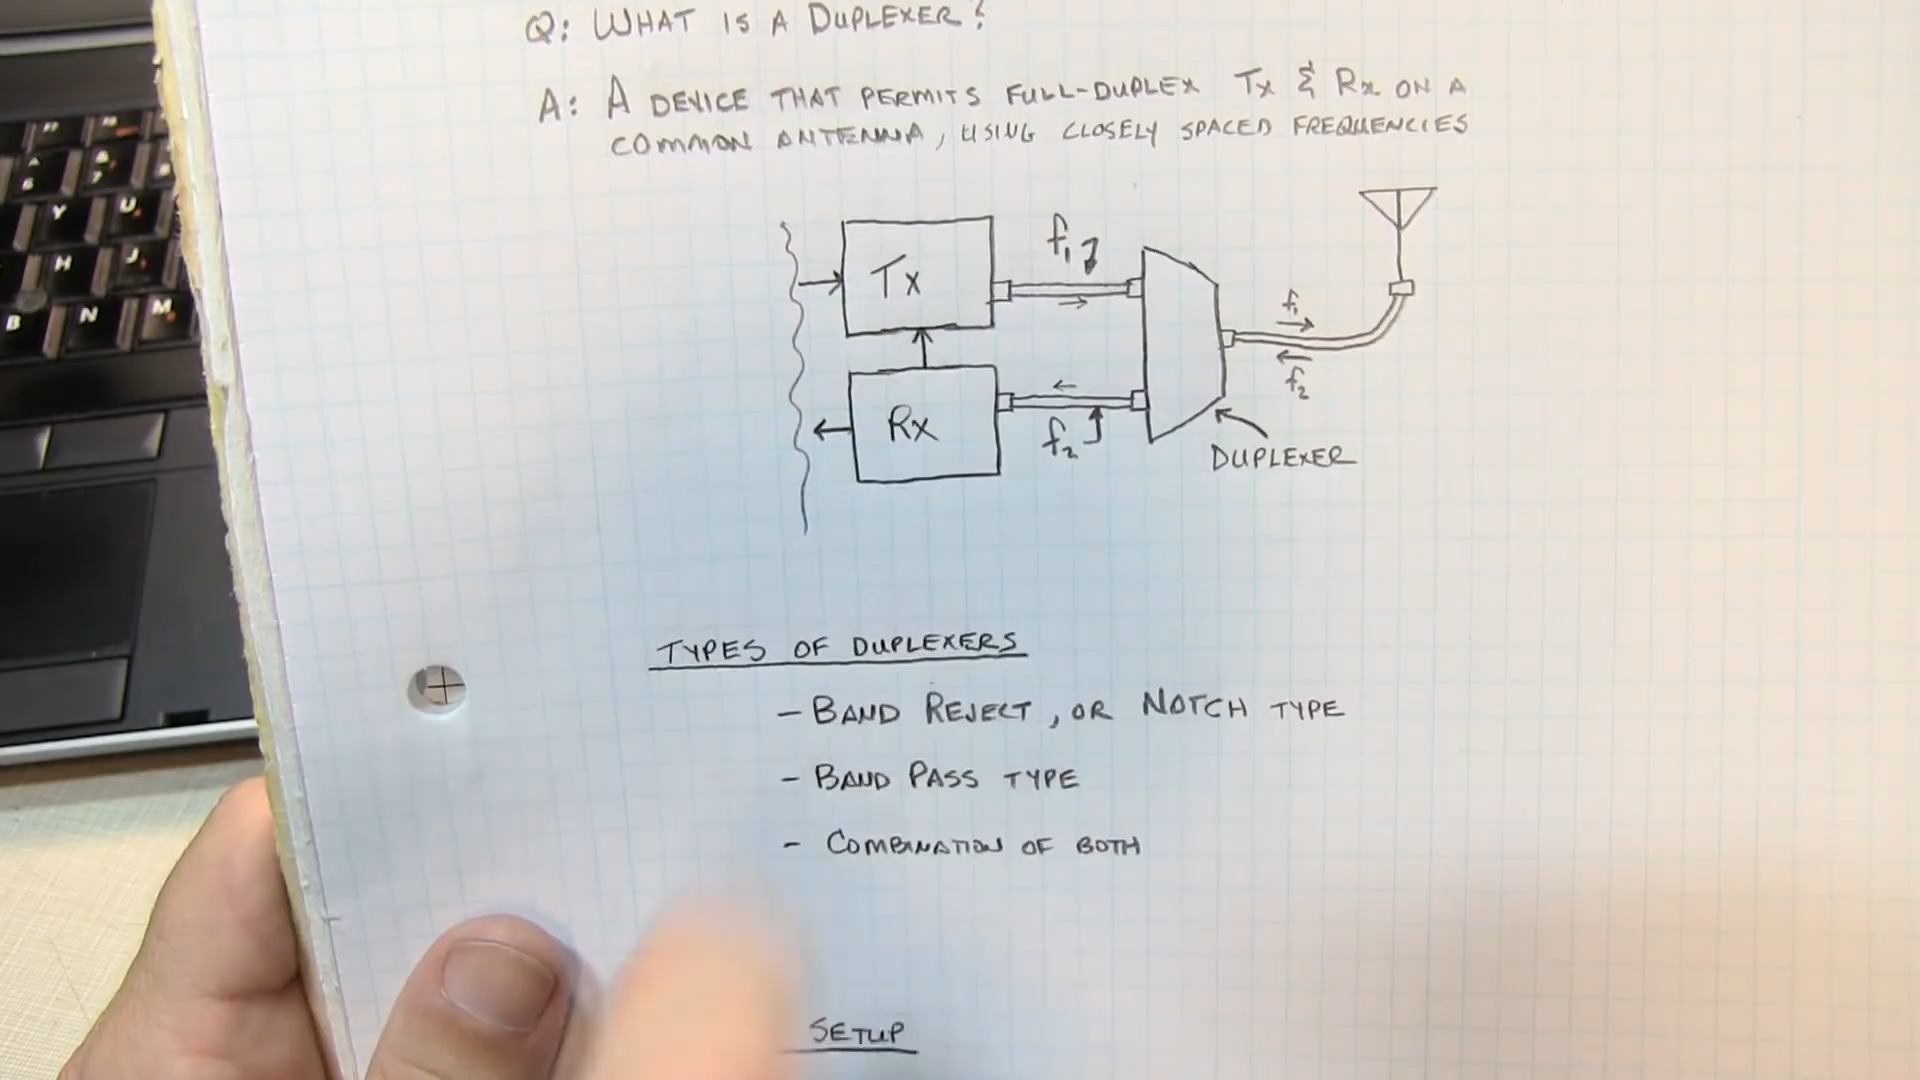 Q: WHAT IS A DUPLEXER?
A: A DEVICE THAT PERMITS FULL-DUPLEX Tx & Rx ON A
COMMON ANTENNA, USING CLOSELY SPACED FREQUENCIES
Tx
f1
f1
f2
Rx
f2
DUPLEXER
TYPES OF DUPLEXERS
- BAND REJECT, OR NOTCH TYPE
- BAND PASS TYPE
- COMBINATION OF BOTH
SETUP
6
7
Y
U
H
J
B
N
M